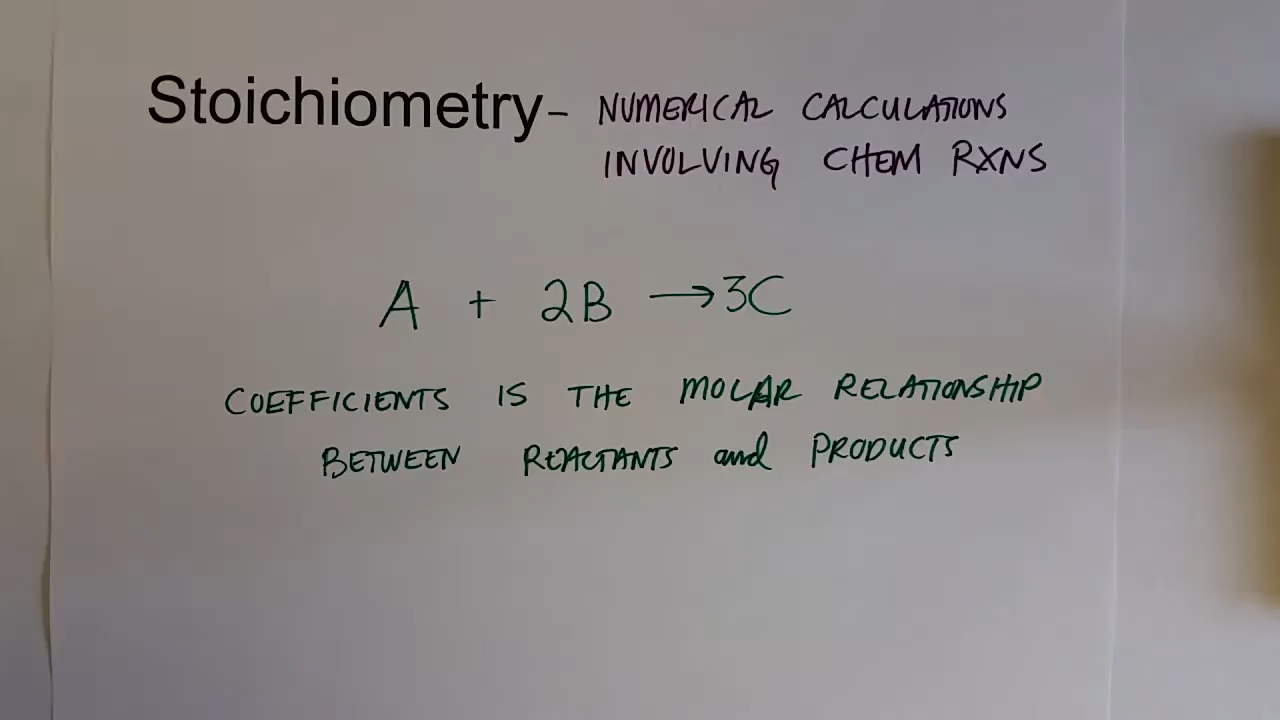 Stoichiometry - NUMERICAL CALCULATIONS
INVOLVING CHEM RXNS
A + 2B → 3C
COEFFICIENTS IS THE MOLAR RELATIONSHIP
BETWEEN REACTANTS and PRODUCTS